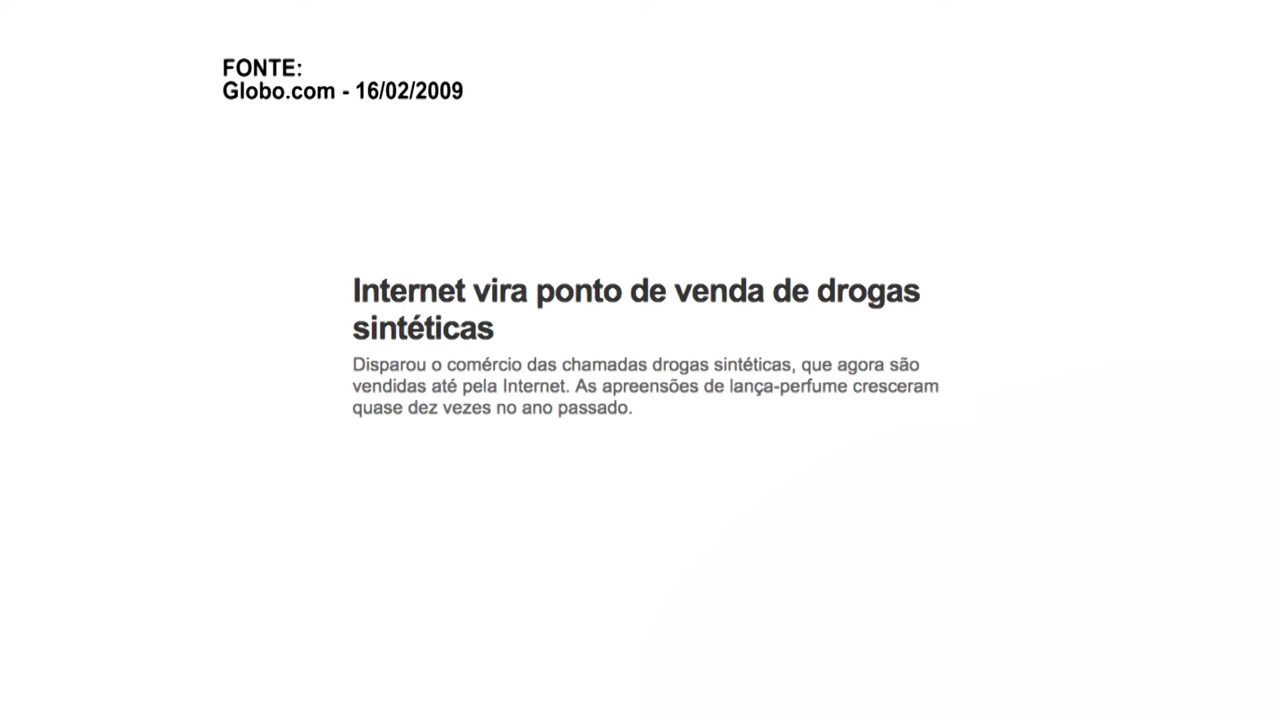 FONTE:
Globo.com - 16/02/2009
Internet vira ponto de venda de drogas
sintéticas
Disparou o comércio das chamadas drogas sintéticas, que agora são
vendidas até pela Internet. As apreensões de lança-perfume cresceram
quase dez vezes no ano passado.